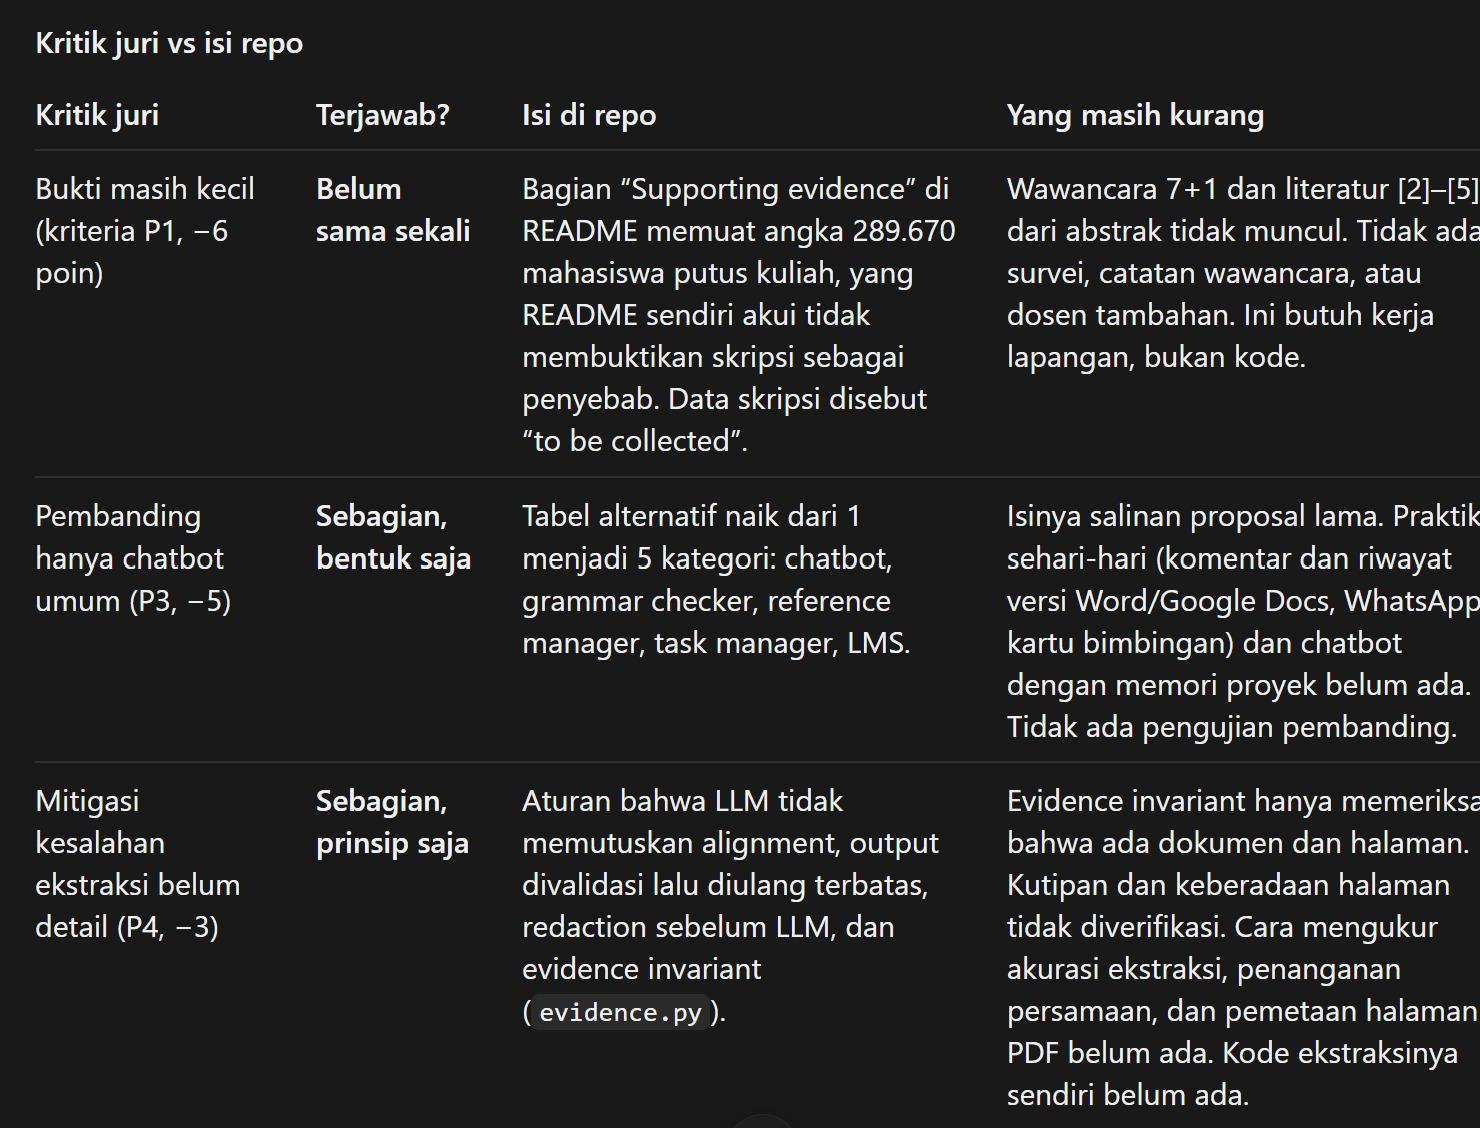 Kritik juri vs isi repo
Kritik juri
Terjawab?
Isi di repo
Yang masih kurang
Bukti masih kecil
(kriteria P1, −6
poin)
Belum
sama sekali
Bagian “Supporting evidence” di
README memuat angka 289.670
mahasiswa putus kuliah, yang
README sendiri akui tidak
membuktikan skripsi sebagai
penyebab. Data skripsi disebut
“to be collected”.
Wawancara 7+1 dan literatur [2]–[5]
dari abstrak tidak muncul. Tidak ada
survei, catatan wawancara, atau
dosen tambahan. Ini butuh kerja
lapangan, bukan kode.
Pembanding
hanya chatbot
umum (P3, −5)
Sebagian,
bentuk saja
Tabel alternatif naik dari 1
menjadi 5 kategori: chatbot,
grammar checker, reference
manager, task manager, LMS.
Isinya salinan proposal lama. Praktik
sehari-hari (komentar dan riwayat
versi Word/Google Docs, WhatsApp
kartu bimbingan) dan chatbot
dengan memori proyek belum ada.
Tidak ada pengujian pembanding.
Mitigasi
kesalahan
ekstraksi belum
detail (P4, −3)
Sebagian,
prinsip saja
Aturan bahwa LLM tidak
memutuskan alignment, output
divalidasi lalu diulang terbatas,
redaction sebelum LLM, dan
evidence invariant
(evidence.py).
Evidence invariant hanya memeriksa
bahwa ada dokumen dan halaman.
Kutipan dan keberadaan halaman
tidak diverifikasi. Cara mengukur
akurasi ekstraksi, penanganan
persamaan, dan pemetaan halaman
PDF belum ada. Kode ekstraksinya
sendiri belum ada.